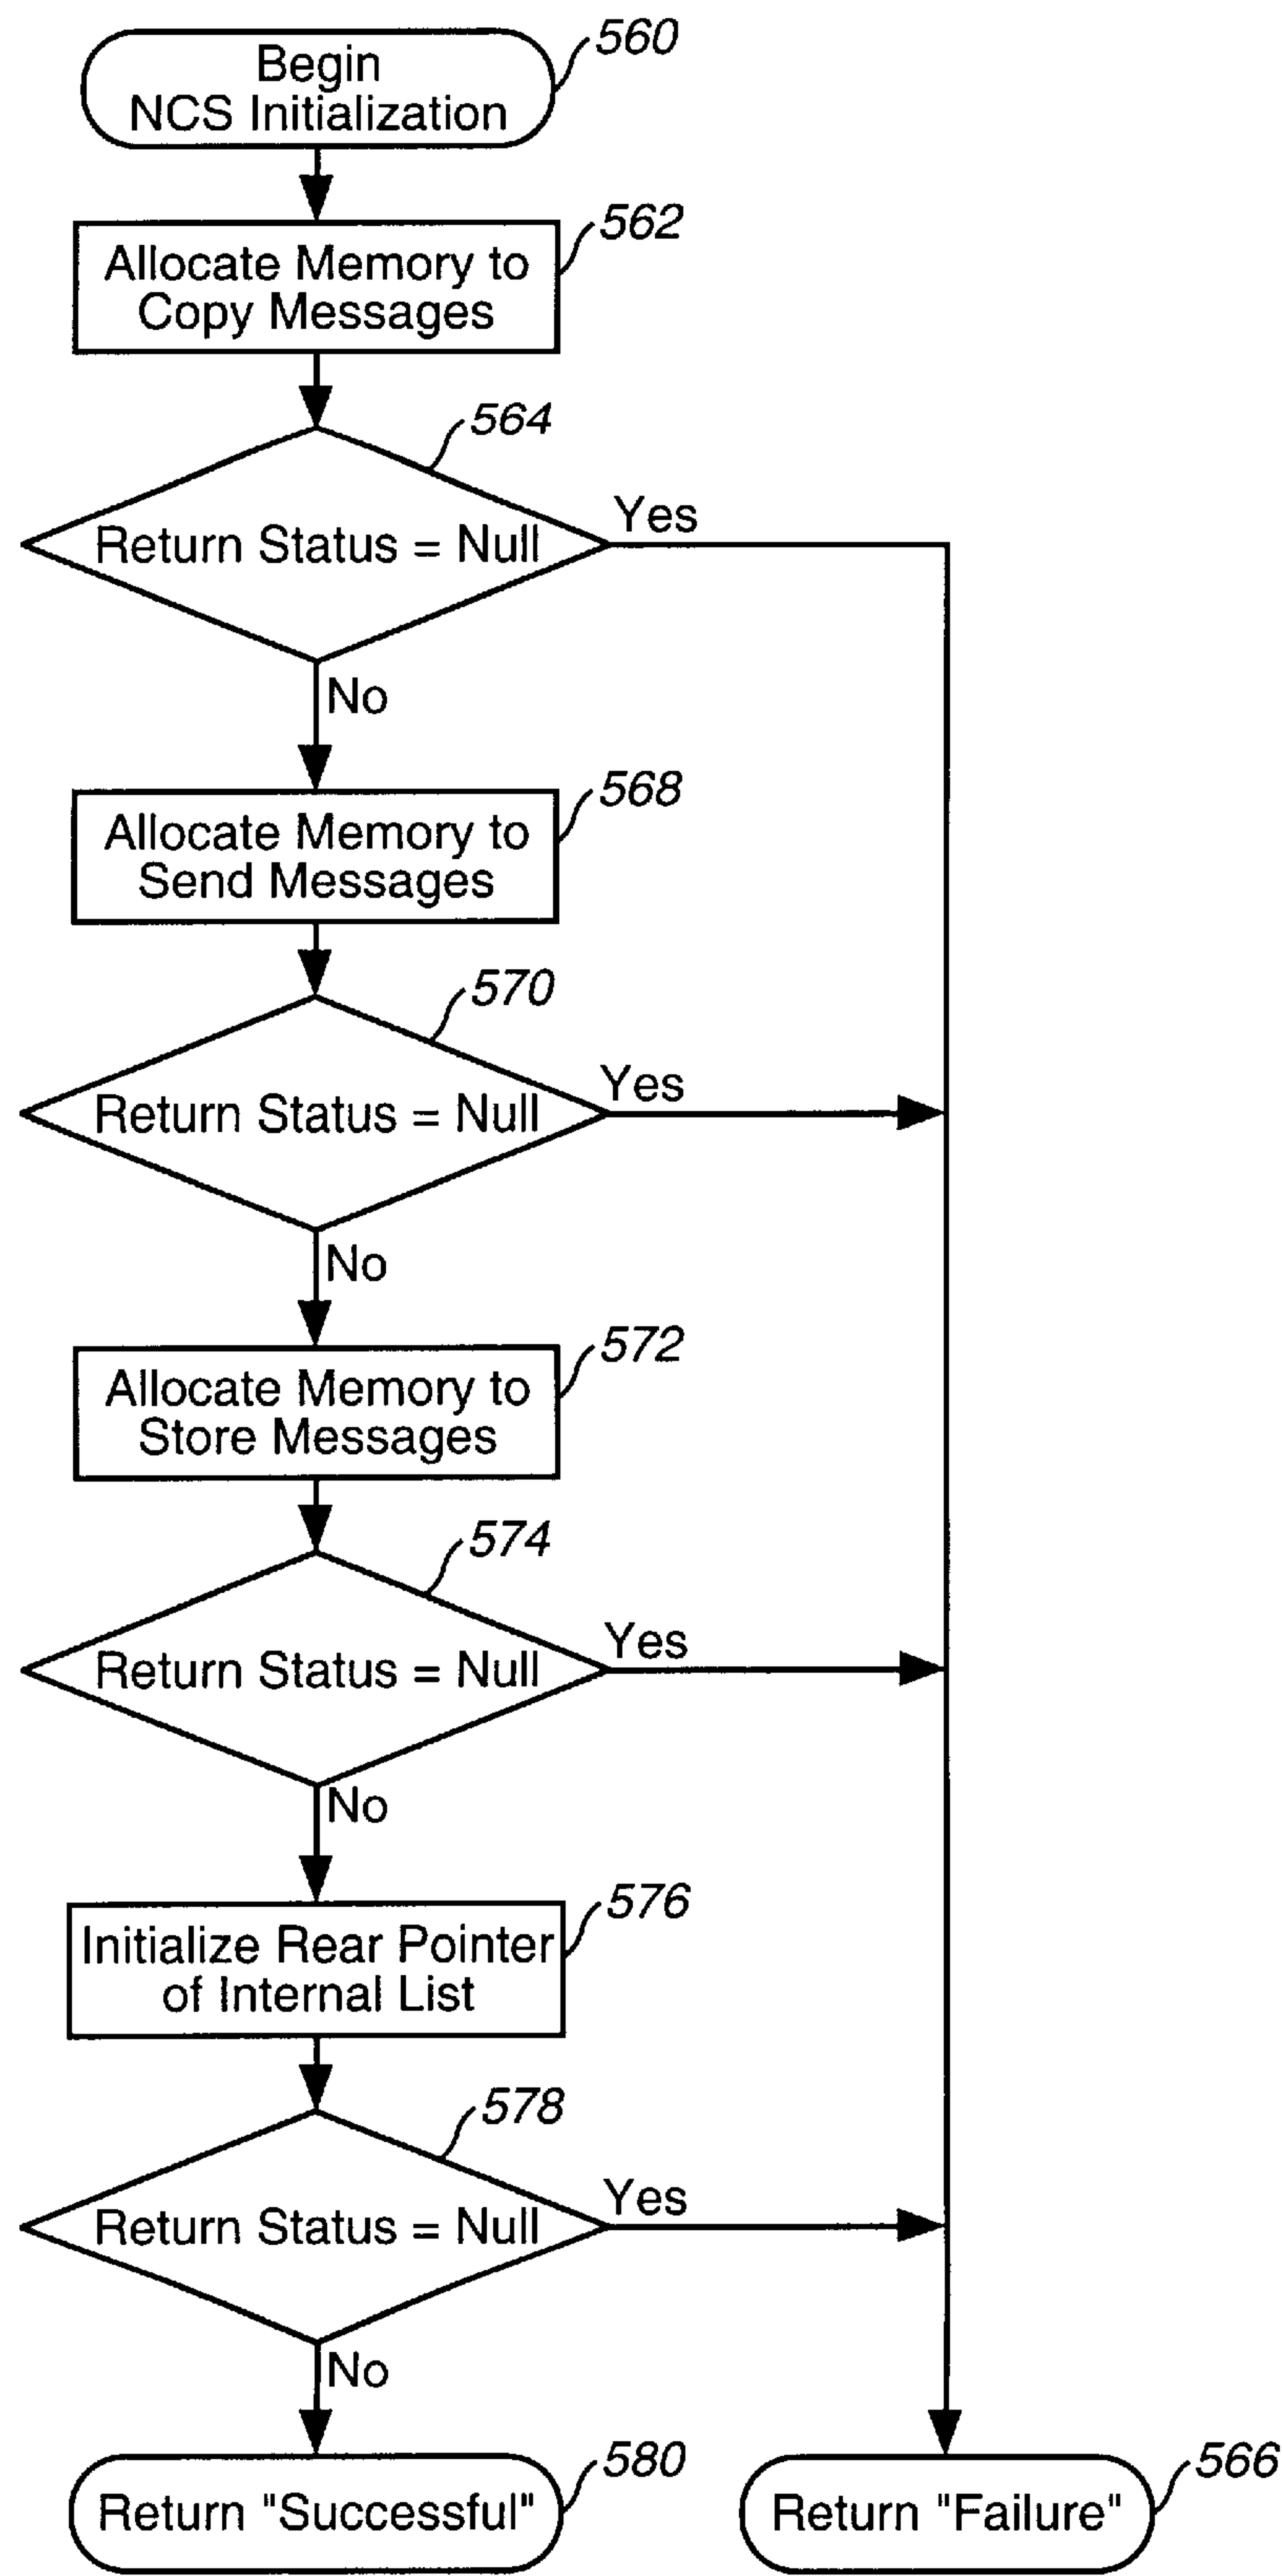 560
Begin
NCS Initialization
562
Allocate Memory to
Copy Messages
564
Return Status = Null
Yes
No
568
Allocate Memory to
Send Messages
570
Return Status = Null
Yes
No
572
Allocate Memory to
Store Messages
574
Return Status = Null
Yes
No
576
Initialize Rear Pointer
of Internal List
578
Return Status = Null
Yes
No
580
Return "Successful"
566
Return "Failure"